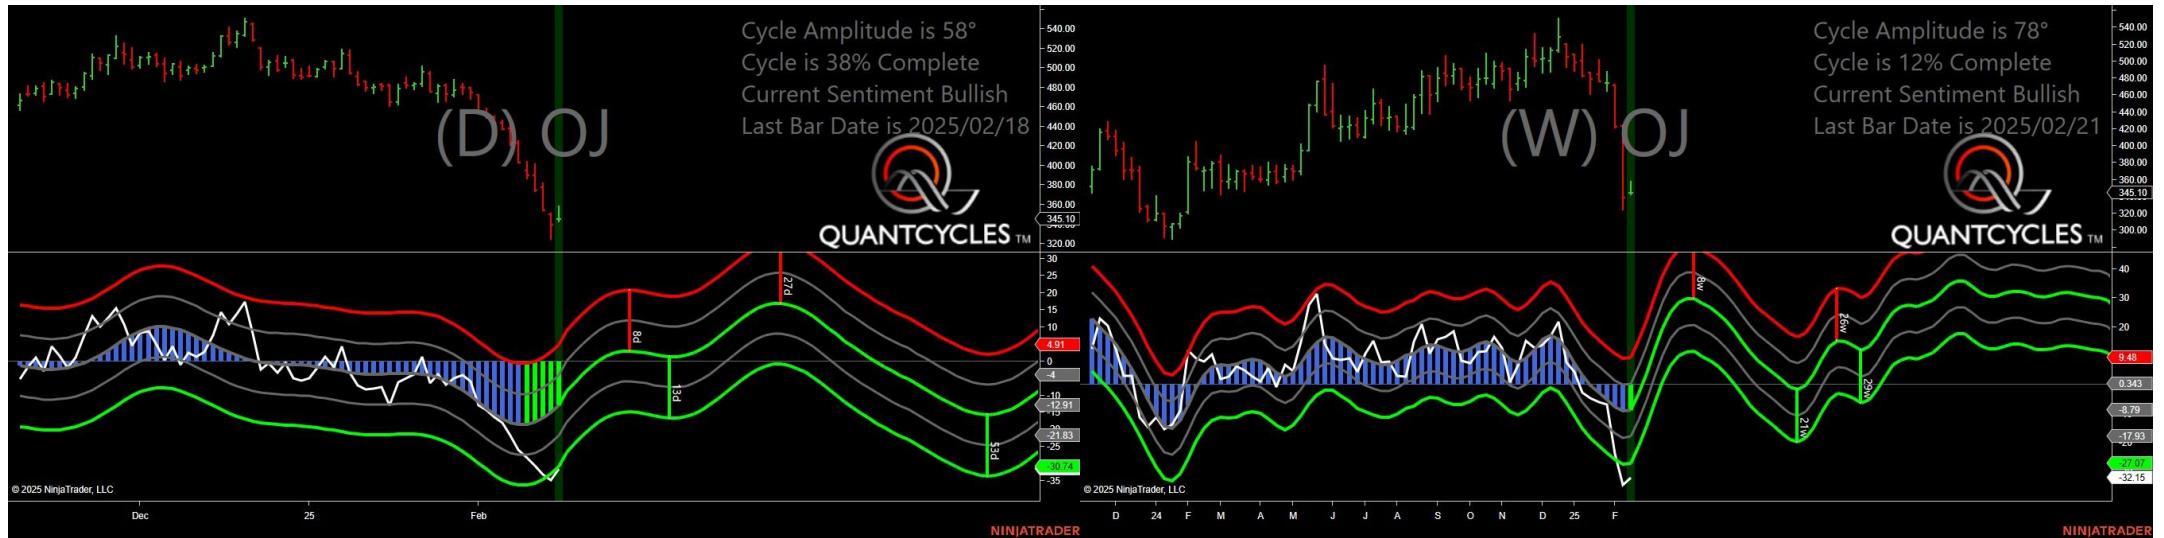 Cycle Amplitude is 58°
Cycle is 38% Complete
Current Sentiment Bullish
Last Bar Date is 2025/02/18
(D) OJ
QUANTCYCLES TM
540.00
520.00
500.00
480.00
460.00
440.00
420.00
400.00
380.00
360.00
345.10
320.00
30
25
20
15
10
4.91
0
-4
-10
-12.91
-15
-21.83
-25
-30.74
-35
8d
13d
27d
53d
© 2025 NinjaTrader, LLC
Dec
25
Feb
NINJATRADER
Cycle Amplitude is 78°
Cycle is 12% Complete
Current Sentiment Bullish
Last Bar Date is 2025/02/21
(W) OJ
QUANTCYCLES TM
540.00
520.00
500.00
480.00
460.00
440.00
420.00
400.00
380.00
360.00
345.10
320.00
300.00
40
30
20
9.48
0.343
-8.79
-17.93
-27.07
-32.15
8w
21w
26w
29w
© 2025 NinjaTrader, LLC
D
24
F
M
A
M
J
J
A
S
O
N
D
25
F
NINJATRADER